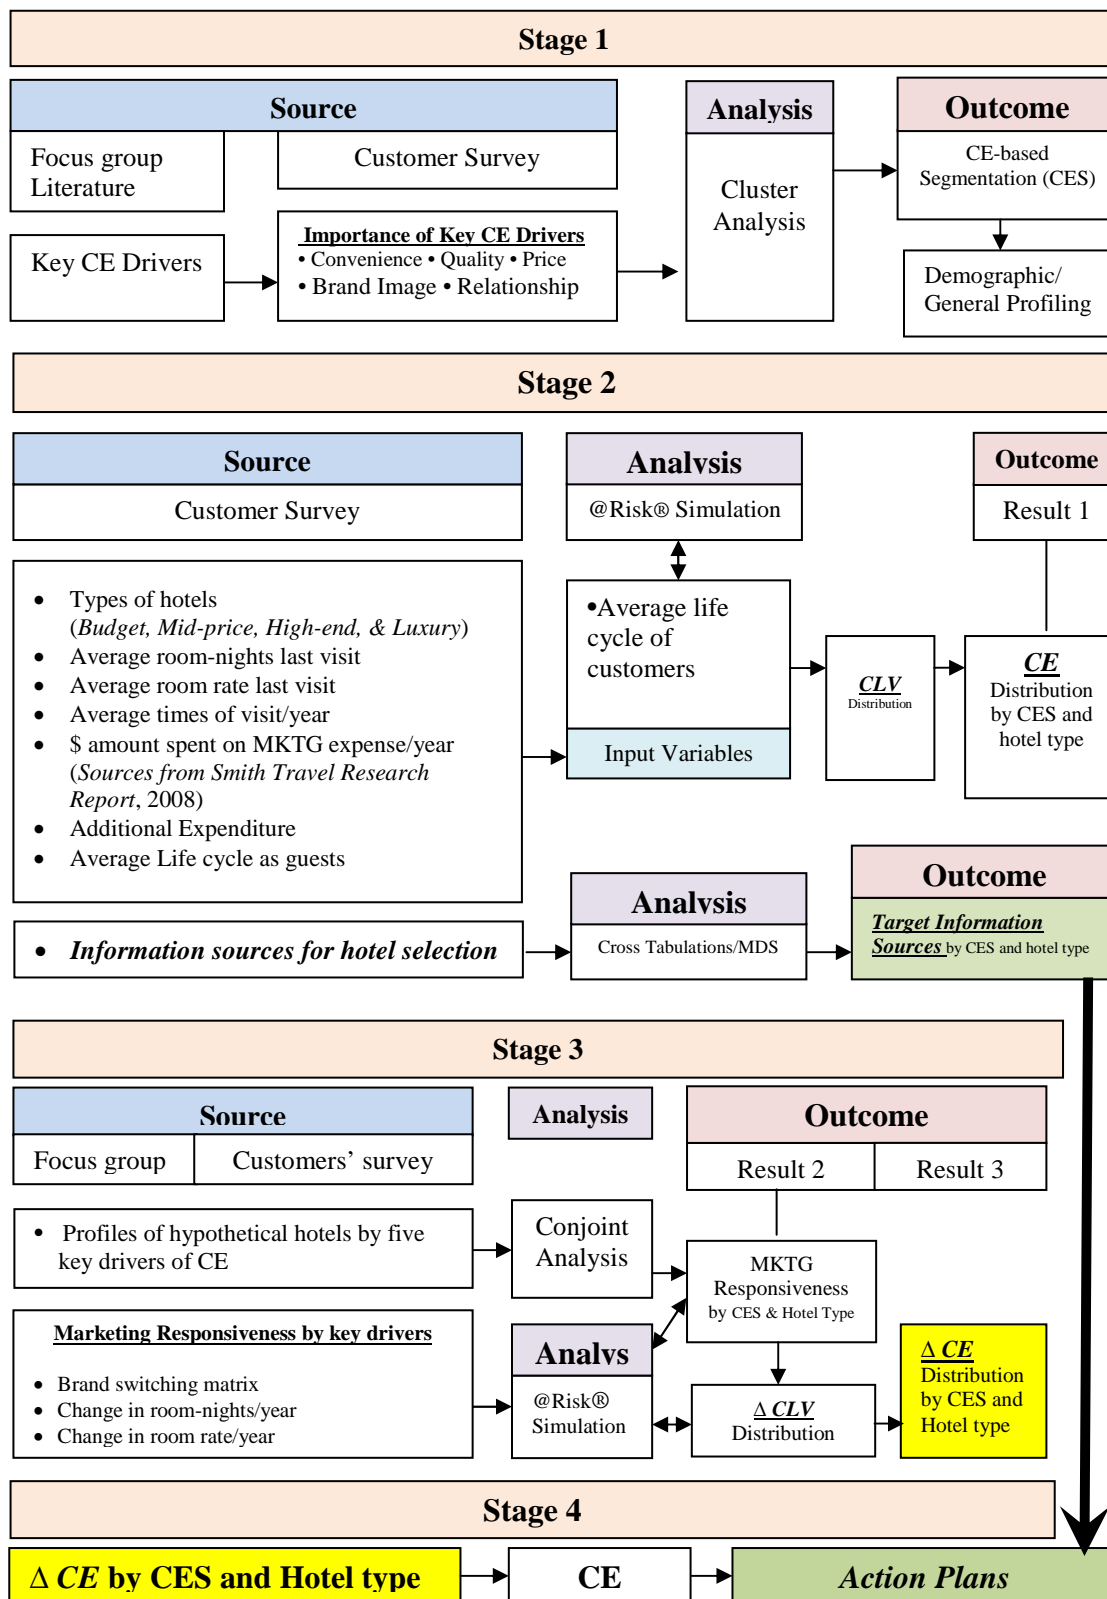 Stage 1
Source
Analysis
Outcome
Focus group
Literature
Customer Survey
Cluster
Analysis
CE-based
Segmentation (CES)
Key CE Drivers
Importance of Key CE Drivers
• Convenience • Quality • Price
• Brand Image • Relationship
Demographic/
General Profiling
Stage 2
Source
Analysis
Outcome
Customer Survey
@Risk® Simulation
Result 1
• Types of hotels
(Budget, Mid-price, High-end, & Luxury)
• Average room-nights last visit
• Average room rate last visit
• Average times of visit/year
• $ amount spent on MKTG expense/year
(Sources from Smith Travel Research
Report, 2008)
• Additional Expenditure
• Average Life cycle as guests
•Average life
cycle of
customers
Input Variables
CLV
Distribution
CE
Distribution
by CES and
hotel type
• Information sources for hotel selection
Analysis
Cross Tabulations/MDS
Outcome
Target Information
Sources by CES and hotel type
Stage 3
Source
Analysis
Outcome
Focus group
Customers’ survey
Result 2
Result 3
• Profiles of hypothetical hotels by five
key drivers of CE
Conjoint
Analysis
MKTG
Responsiveness
by CES & Hotel Type
Marketing Responsiveness by key drivers
• Brand switching matrix
• Change in room-nights/year
• Change in room rate/year
Analys
@Risk®
Simulation
Δ CLV
Distribution
Δ CE
Distribution
by CES and
Hotel type
Stage 4
Δ CE by CES and Hotel type
CE
Action Plans